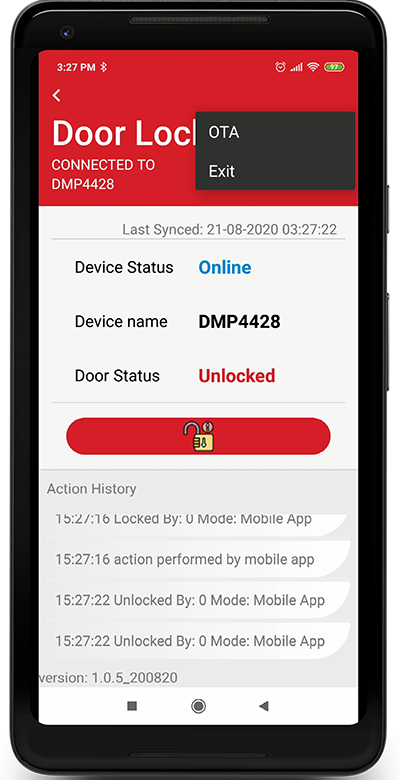 3:27 PM
97
Door Loc
OTA
CONNECTED TO
DMP4428
Exit
Last Synced: 21-08-2020 03:27:22
Device Status Online
Device name DMP4428
Door Status Unlocked
Action History
15:27:16 Locked By: 0 Mode: Mobile App
15:27:16 action performed by mobile app
15:27:22 Unlocked By: 0 Mode: Mobile App
15:27:22 Unlocked By: 0 Mode: Mobile App
version: 1.0.5_200820